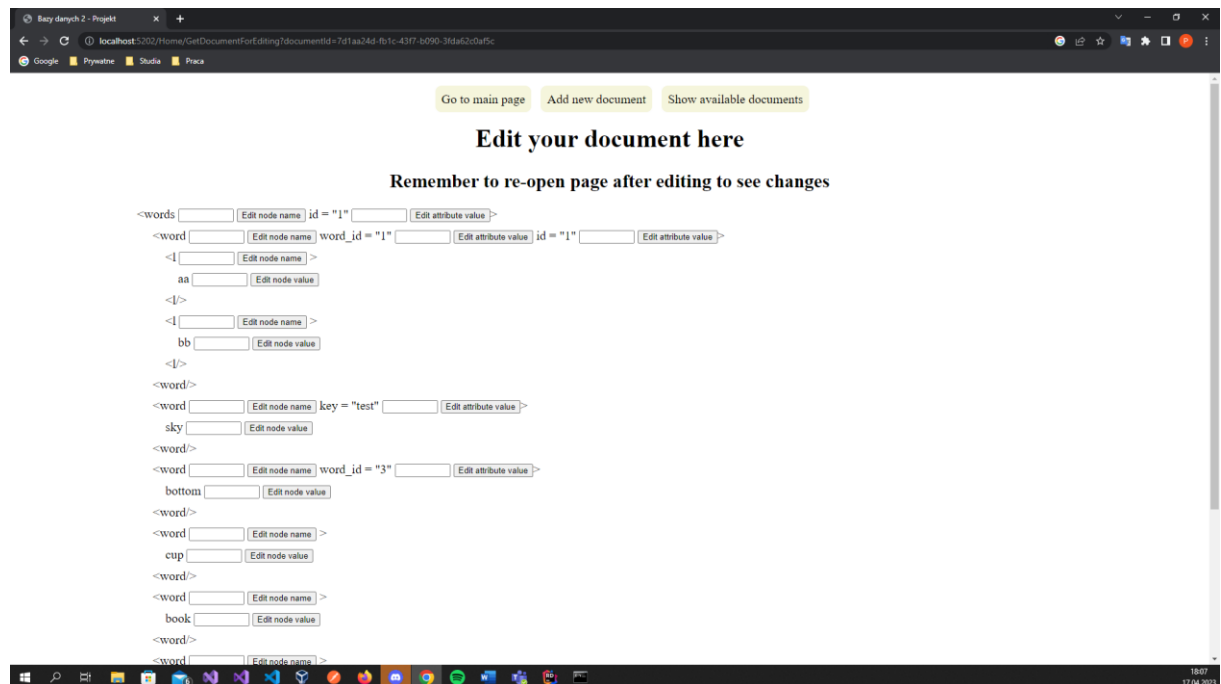 Bazy danych 2 - Projekt
localhost:5202/Home/GetDocumentForEditing?documentId=7d1aa24d-fb1c-43f7-b090-3fda62c0af5c
Google Prywatne Studia Praca
Go to main page Add new document Show available documents
Edit your document here
Remember to re-open page after editing to see changes
<words Edit node name id = "1" Edit attribute value >
<word Edit node name word_id = "1" Edit attribute value id = "1" Edit attribute value >
<l Edit node name >
aa Edit node value
<l/>
<l Edit node name >
bb Edit node value
<l/>
<word/>
<word Edit node name key = "test" Edit attribute value >
sky Edit node value
<word/>
<word Edit node name word_id = "3" Edit attribute value >
bottom Edit node value
<word/>
<word Edit node name >
cup Edit node value
<word/>
<word Edit node name >
book Edit node value
<word/>
<word Edit node name >
18:07
17.04.2023